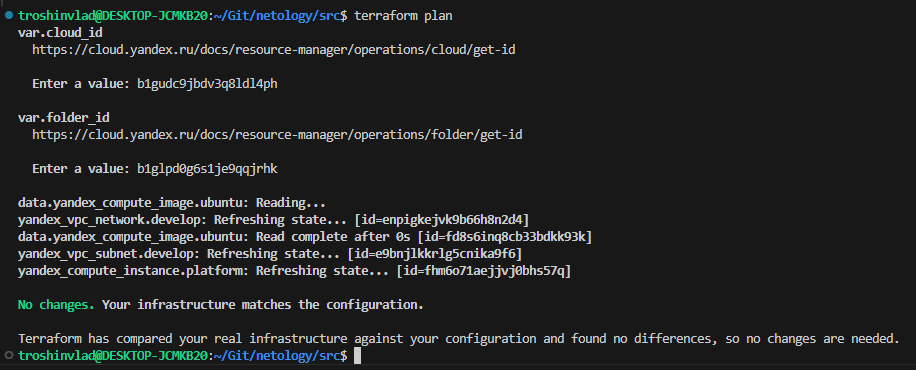 troshinvlad@DESKTOP-JCMKB20:~/Git/netology/src$ terraform plan
var.cloud_id
  https://cloud.yandex.ru/docs/resource-manager/operations/cloud/get-id

  Enter a value: b1gudc9jbdv3q8ldl4ph

var.folder_id
  https://cloud.yandex.ru/docs/resource-manager/operations/folder/get-id

  Enter a value: b1glpd0g6s1je9qqjrhk

data.yandex_compute_image.ubuntu: Reading...
yandex_vpc_network.develop: Refreshing state... [id=enpigkejvk9b66h8n2d4]
data.yandex_compute_image.ubuntu: Read complete after 0s [id=fd8s6inq8cb33bdkk93k]
yandex_vpc_subnet.develop: Refreshing state... [id=e9bnjlkkrlg5cnika9f6]
yandex_compute_instance.platform: Refreshing state... [id=fhm6o71aejjvj0bhs57q]

No changes. Your infrastructure matches the configuration.

Terraform has compared your real infrastructure against your configuration and found no differences, so no changes are needed.
troshinvlad@DESKTOP-JCMKB20:~/Git/netology/src$